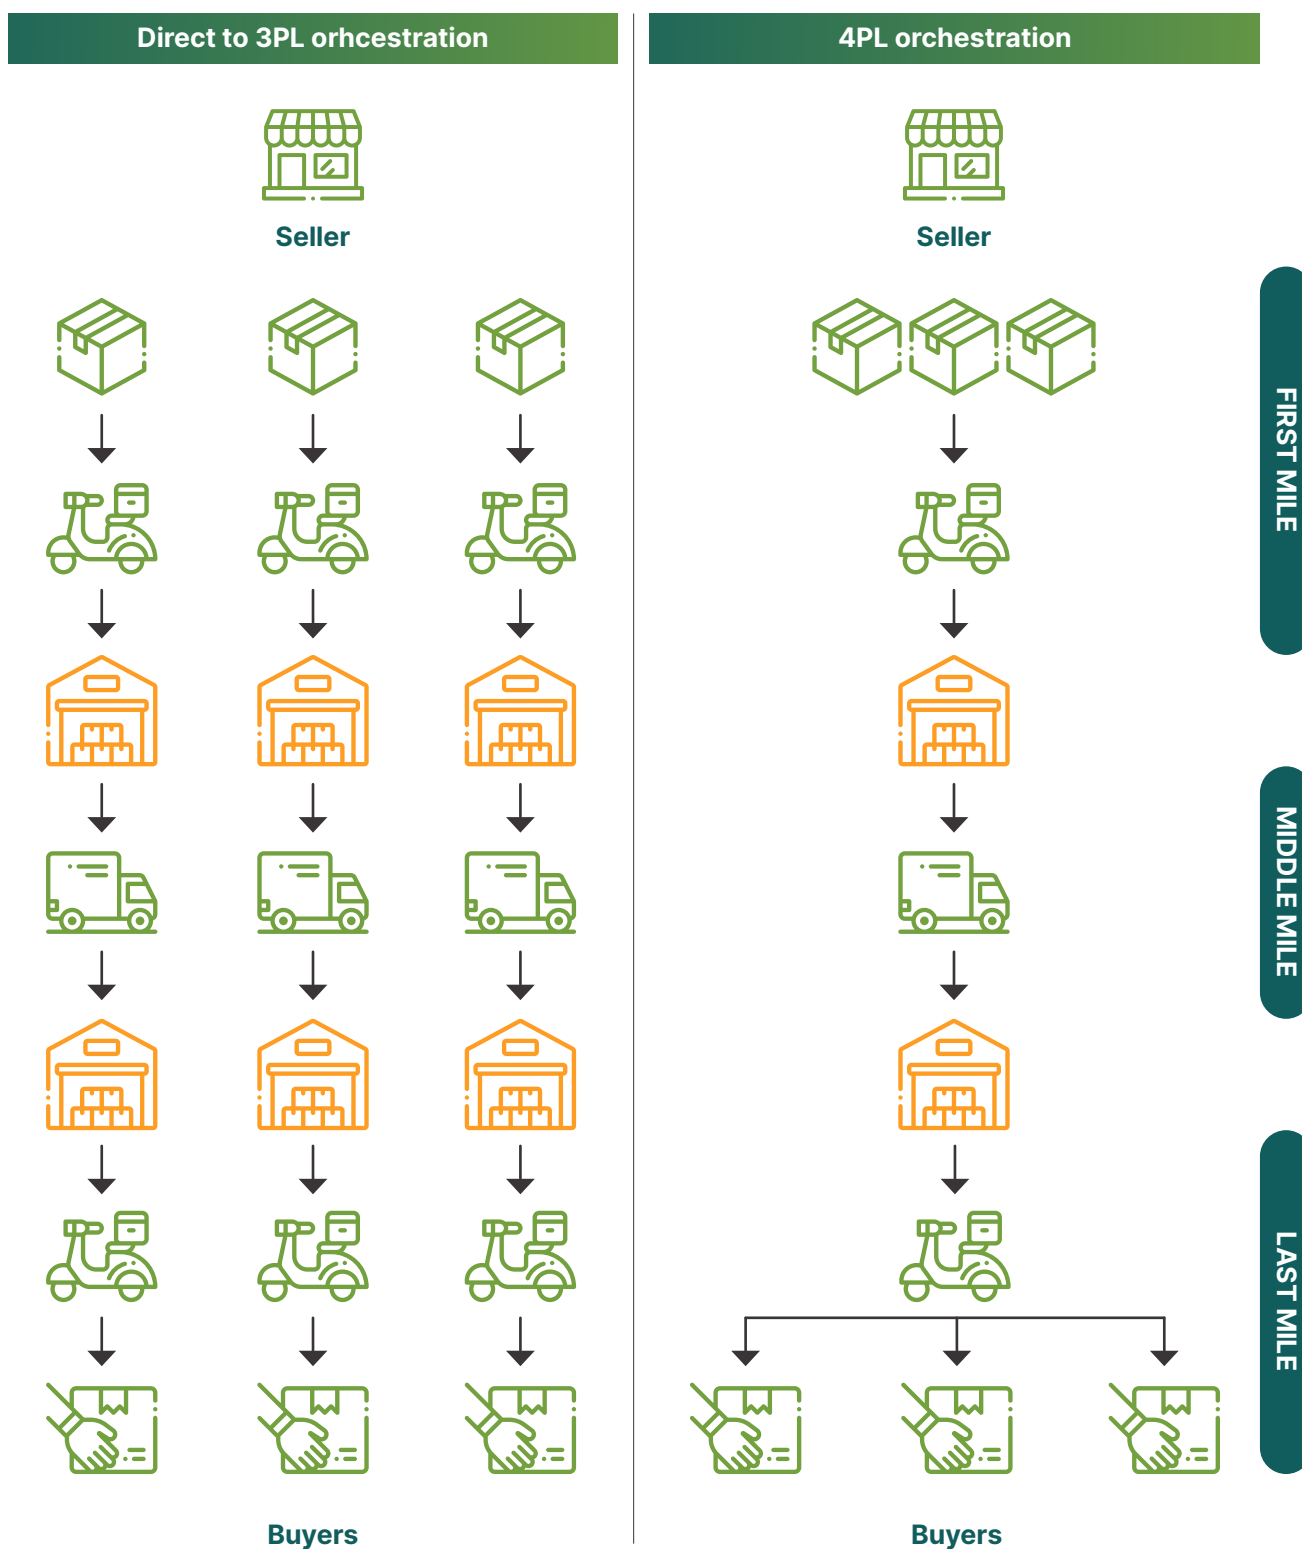 Direct to 3PL orhcestration
4PL orchestration
Seller
Seller
FIRST MILE
MIDDLE MILE
LAST MILE
Buyers
Buyers